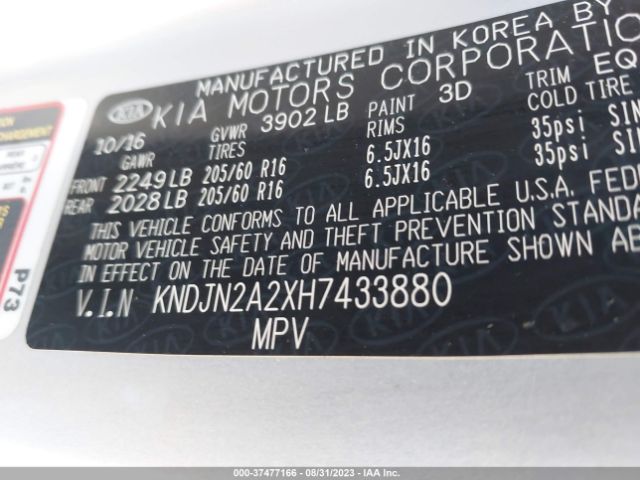 MANUFACTURED IN KOREA BY
KIA KIA MOTORS CORPORATION
10/16 GVWR 3902 LB PAINT 3D TRIM EQ
GAWR TIRES RIMS COLD TIRE
FRONT 2249 LB 205/60 R16 6.5JX16 35psi SIN
REAR 2028 LB 205/60 R16 6.5JX16 35psi
THIS VEHICLE CONFORMS TO ALL APPLICABLE U.S.A. FED
MOTOR VEHICLE SAFETY AND THEFT PREVENTION STANDA
IN EFFECT ON THE DATE OF MANUFACTURE SHOWN AB
V.I.N KNDJN2A2XH7433880
MPV
P73
000-37477166 - 08/31/2023 - IAA Inc.